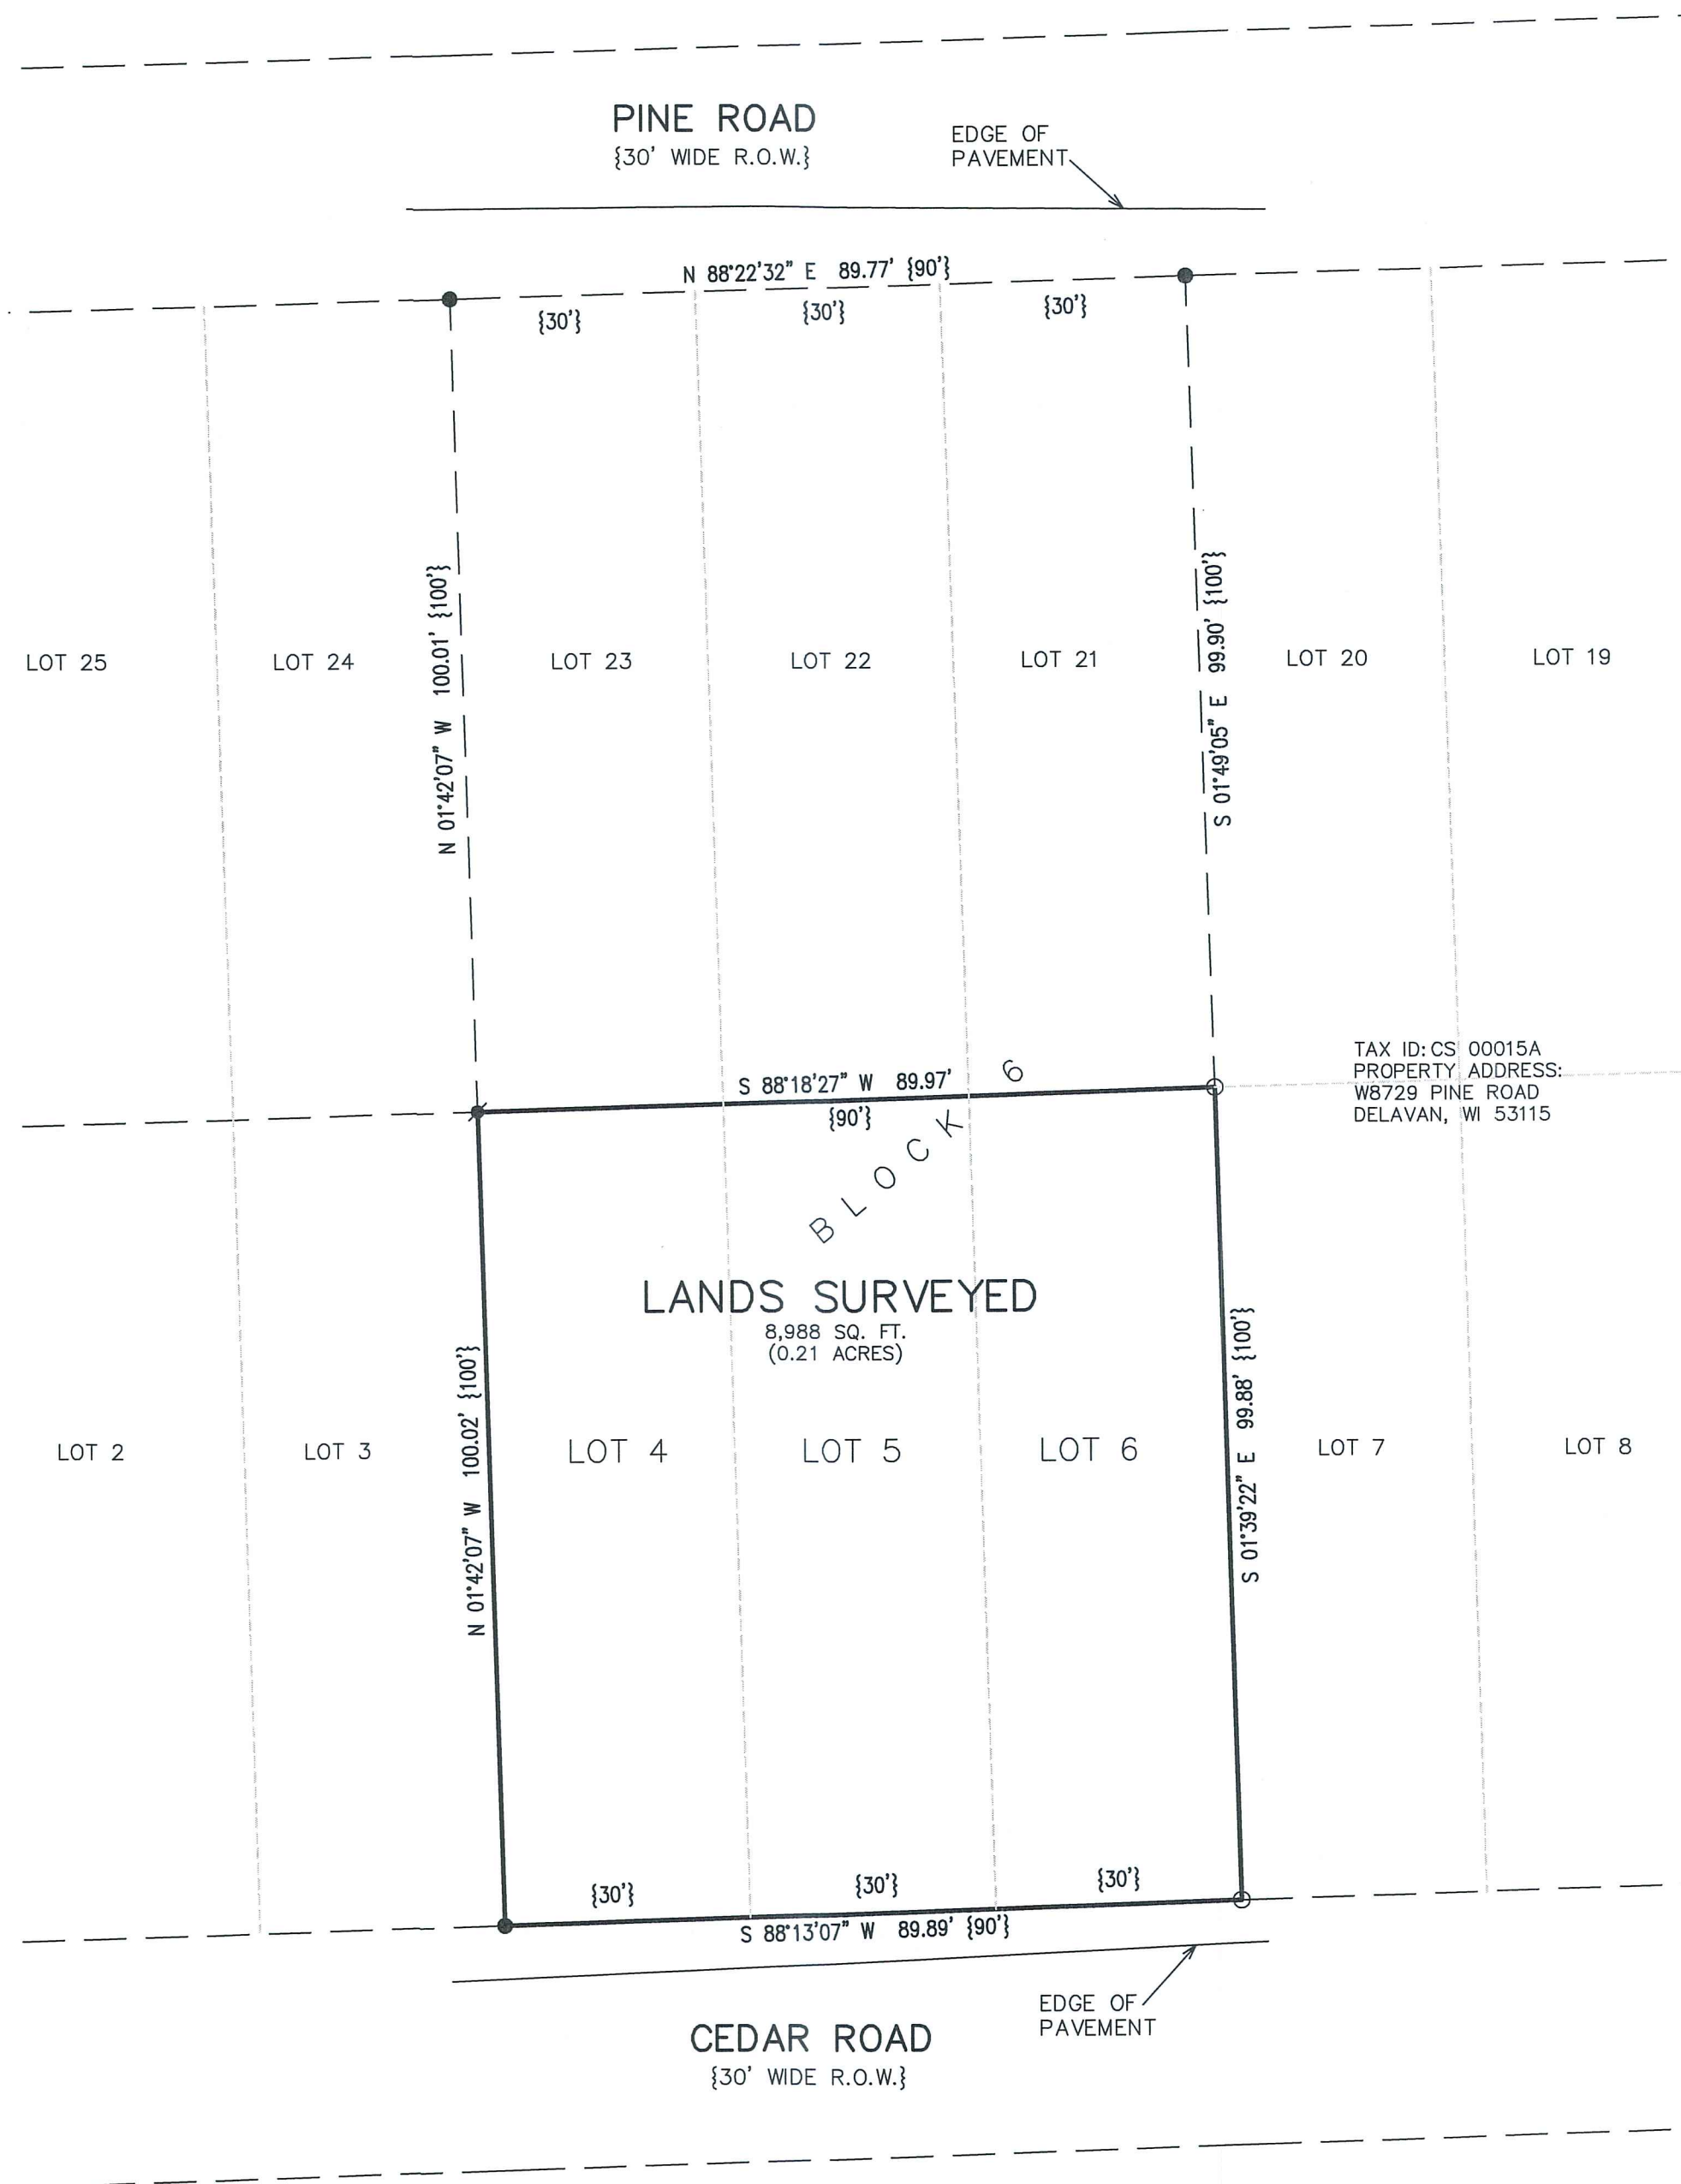 PINE ROAD
{30' WIDE R.O.W.}
EDGE OF
PAVEMENT
N 88°22'32" E 89.77' {90'}
{30'}
{30'}
{30'}
N 01°42'07" W 100.01' {100'}
S 01°49'05" E 99.90' {100'}
LOT 25
LOT 24
LOT 23
LOT 22
LOT 21
LOT 20
LOT 19
TAX ID: CS 00015A
PROPERTY ADDRESS:
W8729 PINE ROAD
DELAVAN, WI 53115
S 88°18'27" W 89.97'
{90'}
BLOCK 6
LANDS SURVEYED
8,988 SQ. FT.
(0.21 ACRES)
N 01°42'07" W 100.02' {100'}
S 01°39'22" E 99.88' {100'}
LOT 2
LOT 3
LOT 4
LOT 5
LOT 6
LOT 7
LOT 8
{30'}
{30'}
{30'}
S 88°13'07" W 89.89' {90'}
EDGE OF
PAVEMENT
CEDAR ROAD
{30' WIDE R.O.W.}